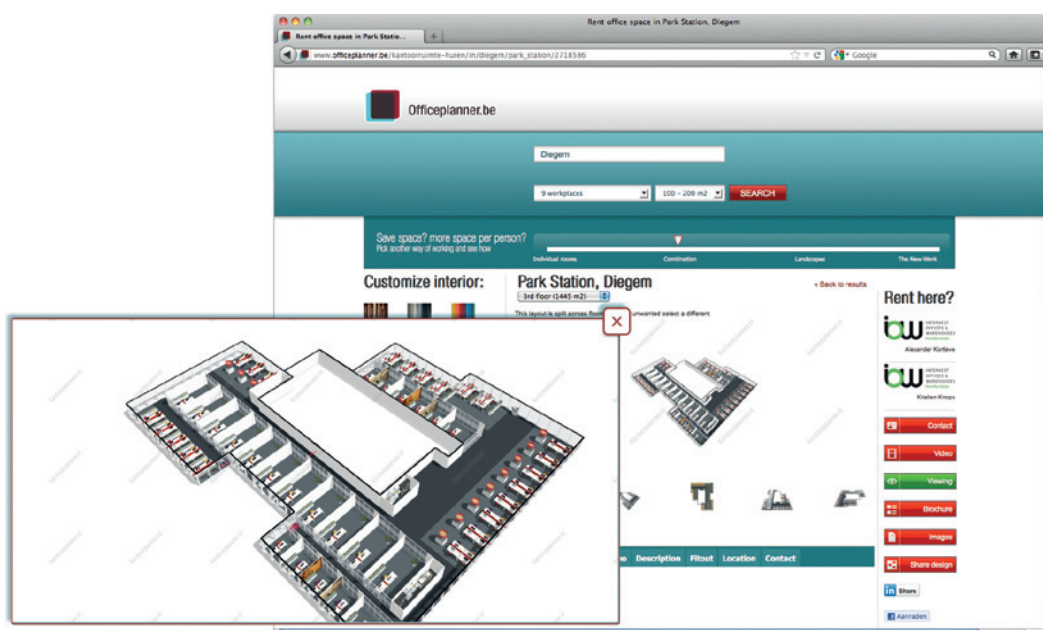 Rent office space in Park Station, Diegem
Rent office space in Park Statio...
www.officeplanner.be/kantoorruimte-huren/in/diegem/park_station/2718586
Google
Officeplanner.be
Diegem
9 workplaces
100 - 200 m2
SEARCH
Save space? more space per person?
Pick another way of working and see how
Individual rooms
Combination
Landscapes
The New Work
Customize interior:
Park Station, Diegem
« Back to results
3rd floor (1445 m2)
This layout is split across floor
unwanted select a different
Rent here?
iow
INTERVEST
OFFICES &
WAREHOUSES
Alexander Kortleve
iow
INTERVEST
OFFICES &
WAREHOUSES
Kristien Knops
Contact
Video
Viewing
Brochure
Images
Share design
Description
Fitout
Location
Contact
in Share
Aanraden
X